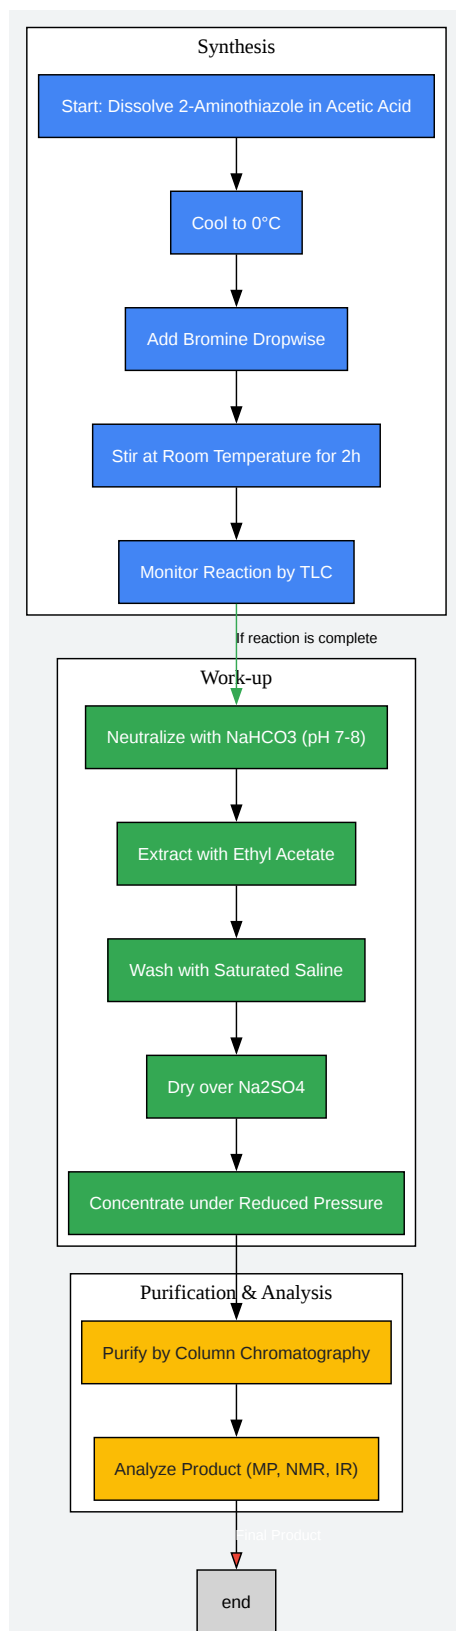 Synthesis
Start: Dissolve 2-Aminothiazole in Acetic Acid
Cool to 0°C
Add Bromine Dropwise
Stir at Room Temperature for 2h
Monitor Reaction by TLC
If reaction is complete
Work-up
Neutralize with NaHCO3 (pH 7-8)
Extract with Ethyl Acetate
Wash with Saturated Saline
Dry over Na2SO4
Concentrate under Reduced Pressure
Purification & Analysis
Purify by Column Chromatography
Analyze Product (MP, NMR, IR)
Final Product
end